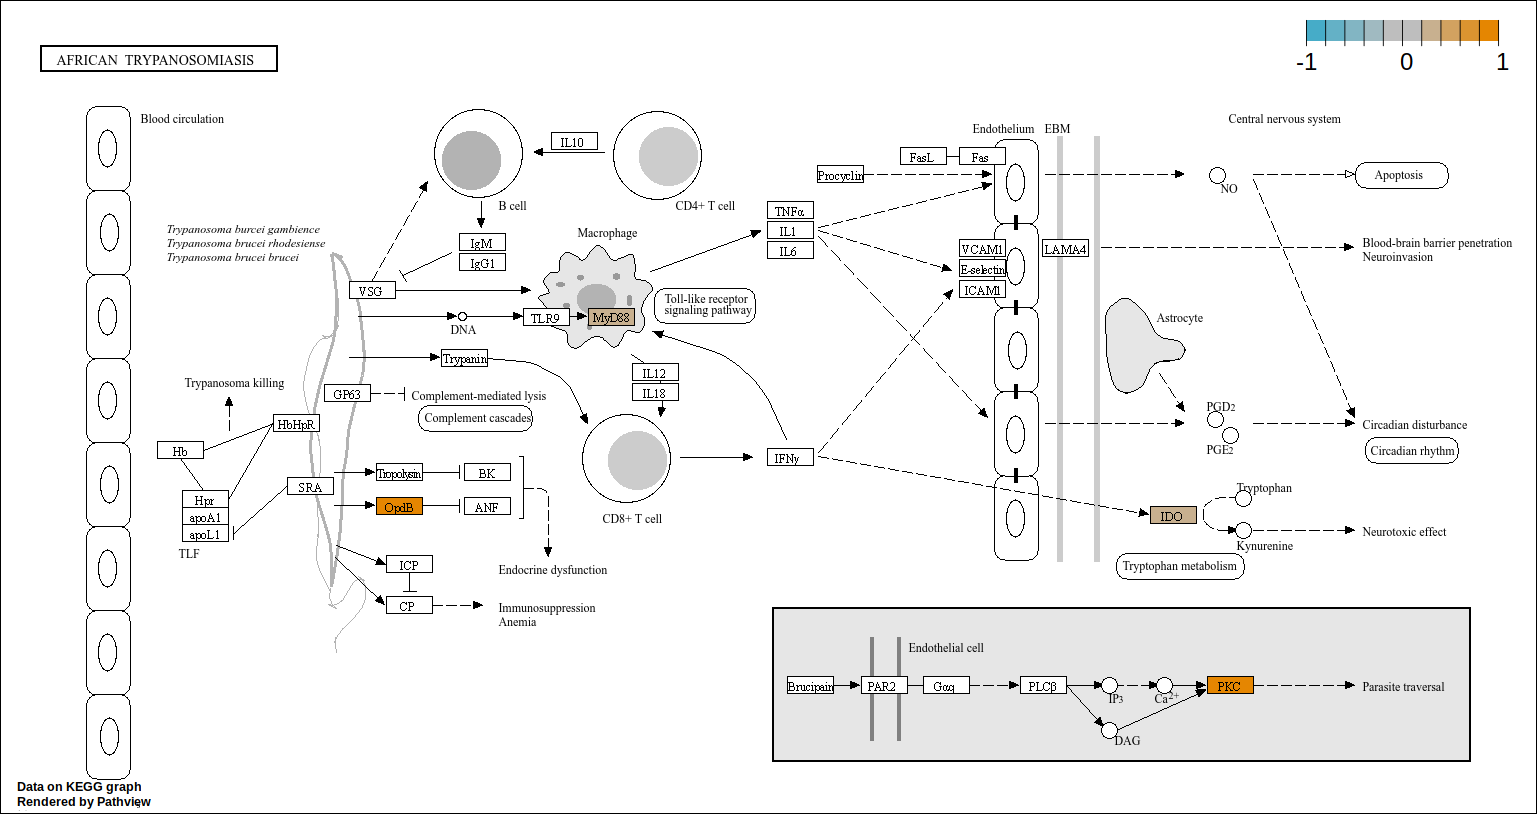 AFRICAN TRYPANOSOMIASIS
-1 0 1
Blood circulation
IL10
B cell
CD4+ T cell
Endothelium
EBM
Central nervous system
FasL
Fas
Procyclin
NO
Apoptosis
Trypanosoma burcei gambience
Trypanosoma brucei rhodesiense
Trypanosoma brucei brucei
IgM
IgG1
Macrophage
TNFα
IL1
IL6
VCAM1
E-selectin
ICAM1
LAMA4
Blood-brain barrier penetration
Neuroinvasion
VSG
DNA
TLR9
MyD88
Toll-like receptor
signaling pathway
Astrocyte
Trypanin
IL12
IL18
Trypanosoma killing
GP63
Complement-mediated lysis
Complement cascades
HbHpR
Hb
PGD2
PGE2
Circadian disturbance
Circadian rhythm
IFNγ
SRA
Hpr
apoA1
apoL1
TLF
Tropolysin
BK
OpdB
ANF
CD8+ T cell
Tryptophan
IDO
Kynurenine
Neurotoxic effect
Tryptophan metabolism
ICP
CP
Endocrine dysfunction
Immunosuppression
Anemia
Endothelial cell
Brucipain
PAR2
Gαq
PLCβ
IP3
Ca2+
PKC
DAG
Parasite traversal
Data on KEGG graph
Rendered by Pathview